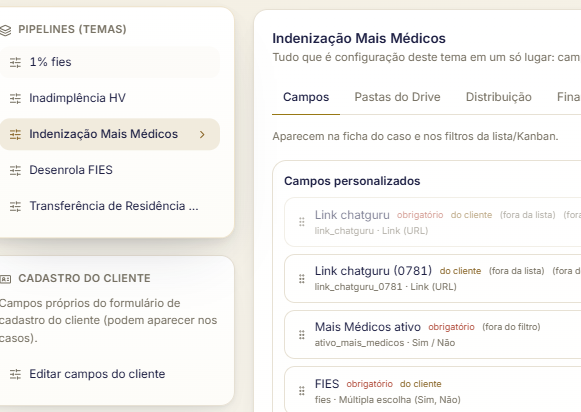 PIPELINES (TEMAS)
1% fies
Inadimplência HV
Indenização Mais Médicos
Desenrola FIES
Transferência de Residência ...
CADASTRO DO CLIENTE
Campos próprios do formulário de
cadastro do cliente (podem aparecer nos
casos).
Editar campos do cliente
Indenização Mais Médicos
Tudo que é configuração deste tema em um só lugar: cam
Campos Pastas do Drive Distribuição Fina
Aparecem na ficha do caso e nos filtros da lista/Kanban.
Campos personalizados
Link chatguru obrigatório do cliente (fora da lista) (fora
link_chatguru · Link (URL)
Link chatguru (0781) do cliente (fora da lista) (fora d
link_chatguru_0781 · Link (URL)
Mais Médicos ativo obrigatório (fora do filtro)
ativo_mais_medicos · Sim / Não
FIES obrigatório do cliente
fies · Múltipla escolha (Sim, Não)